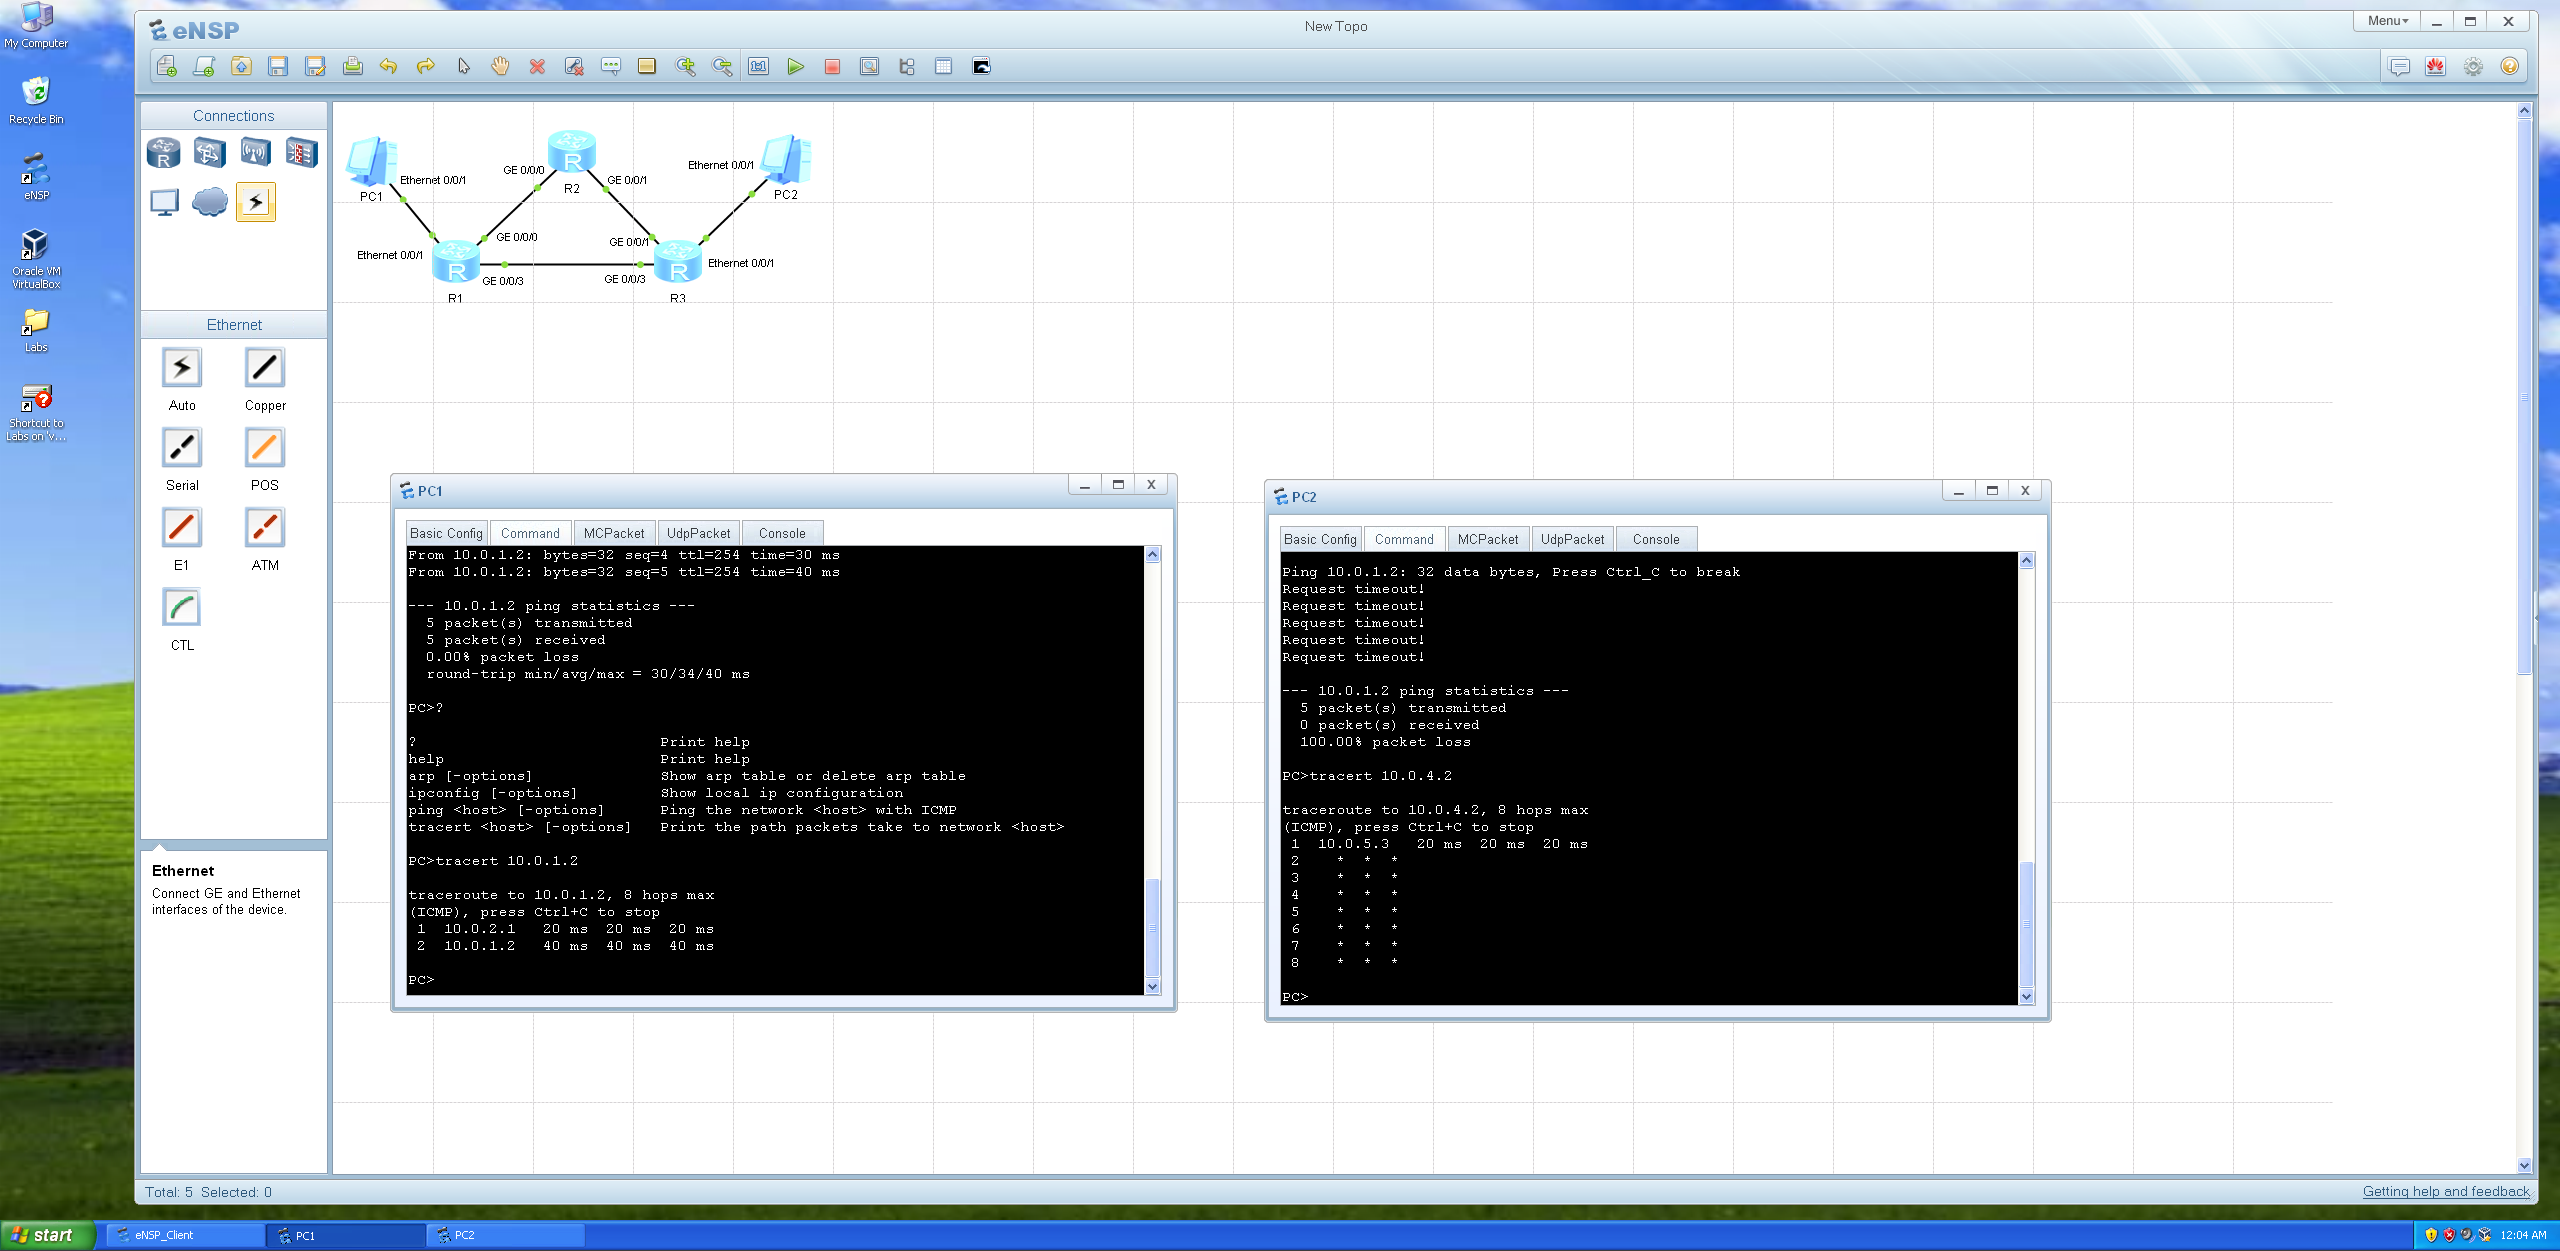 My Computer
Recycle Bin
eNSP
Oracle VM
VirtualBox
Labs
Shortcut to
Labs on 'v...
eNSP
New Topo
Menu
Connections
R
Ethernet
Auto
Copper
Serial
POS
E1
ATM
CTL
Ethernet
Connect GE and Ethernet
interfaces of the device.
PC1
Ethernet 0/0/1
GE 0/0/0
R
R2
GE 0/0/1
Ethernet 0/0/1
PC2
Ethernet 0/0/1
GE 0/0/0
R
R1
GE 0/0/3
GE 0/0/1
GE 0/0/3
R
R3
Ethernet 0/0/1
PC1
Basic Config
Command
MCPacket
UdpPacket
Console
From 10.0.1.2: bytes=32 seq=4 ttl=254 time=30 ms
From 10.0.1.2: bytes=32 seq=5 ttl=254 time=40 ms
--- 10.0.1.2 ping statistics ---
5 packet(s) transmitted
5 packet(s) received
0.00% packet loss
round-trip min/avg/max = 30/34/40 ms
PC>?
? Print help
help Print help
arp [-options] Show arp table or delete arp table
ipconfig [-options] Show local ip configuration
ping <host> [-options] Ping the network <host> with ICMP
tracert <host> [-options] Print the path packets take to network <host>
PC>tracert 10.0.1.2
traceroute to 10.0.1.2, 8 hops max
(ICMP), press Ctrl+C to stop
1 10.0.2.1 20 ms 20 ms 20 ms
2 10.0.1.2 40 ms 40 ms 40 ms
PC>
PC2
Basic Config
Command
MCPacket
UdpPacket
Console
Ping 10.0.1.2: 32 data bytes, Press Ctrl_C to break
Request timeout!
Request timeout!
Request timeout!
Request timeout!
Request timeout!
--- 10.0.1.2 ping statistics ---
5 packet(s) transmitted
0 packet(s) received
100.00% packet loss
PC>tracert 10.0.4.2
traceroute to 10.0.4.2, 8 hops max
(ICMP), press Ctrl+C to stop
1 10.0.5.3 20 ms 20 ms 20 ms
2 * * *
3 * * *
4 * * *
5 * * *
6 * * *
7 * * *
8 * * *
PC>
Total: 5 Selected: 0
Getting help and feedback
start
eNSP_Client
PC1
PC2
12:04 AM